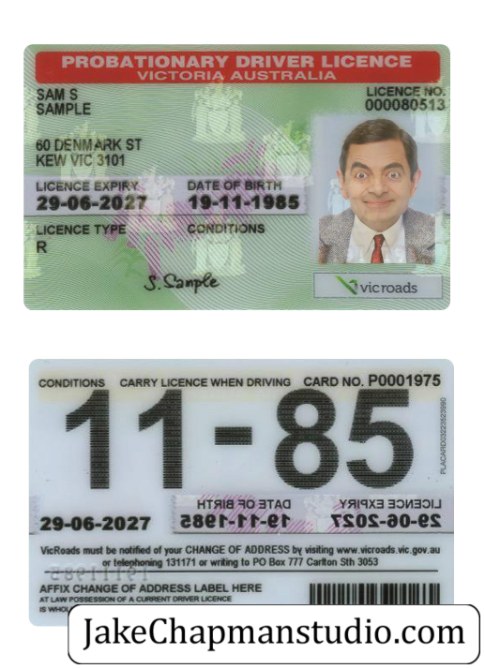 PROBATIONARY DRIVER LICENCE
VICTORIA AUSTRALIA
SAM S
SAMPLE
LICENCE NO.
000080513
60 DENMARK ST
KEW VIC 3101
LICENCE EXPIRY DATE OF BIRTH
29-06-2027 19-11-1985
LICENCE TYPE CONDITIONS
R
S. Sample
vicroads
CONDITIONS CARRY LICENCE WHEN DRIVING CARD NO. P0001975
11-85
DATE OF BIRTH LICENCE EXPIRY
29-06-2027 19-11-1985 29-06-2027
VicRoads must be notified of your CHANGE OF ADDRESS by visiting www.vicroads.vic.gov.au
or telephoning 131171 or writing to PO Box 777 Carlton Sth 3053
AFFIX CHANGE OF ADDRESS LABEL HERE
AT LAW POSSESSION OF A CURRENT DRIVER LICENCE
JakeChapmanstudio.com